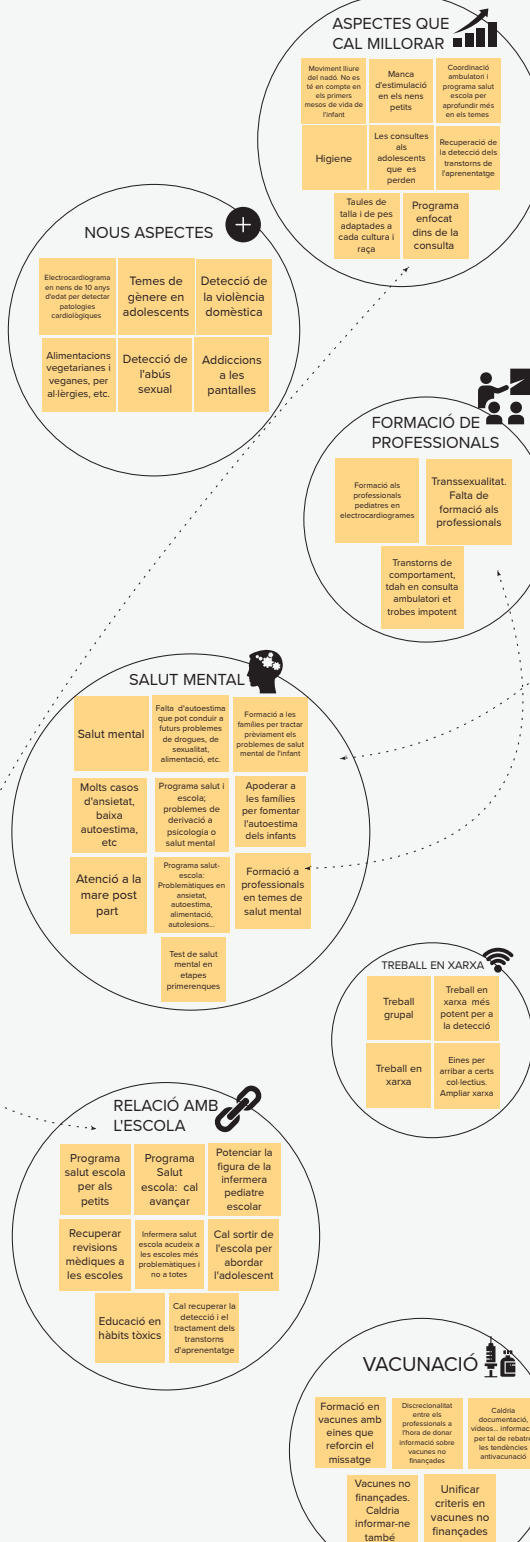 ASPECTES QUE
CAL MILLORAR
Moviment lliure
del nadó. No es
té en compte en
els primers
mesos de vida de
l'infant
Manca
d'estimulació
en els nens
petits
Coordinació
ambulatori i
programa salut
escola per
aprofundir més
en els temes
Higiene
Les consultes
als
adolescents
que es
perden
Recuperació de
la detecció dels
transtorns de
l'aprenentatge
Taules de
talla i de pes
adaptades a
cada cultura i
raça
Programa
enfocat
dins de la
consulta
NOUS ASPECTES
Electrocardiograma
en nens de 10 anys
d'edat per detectar
patologies
cardiològiques
Temes de
gènere en
adolescents
Detecció de
la violència
domèstica
Alimentacions
vegetarianes i
veganes, per
al·lèrgies, etc.
Detecció de
l'abús
sexual
Addiccions
a les
pantalles
FORMACIÓ DE
PROFESSIONALS
Formació als
professionals
pediatres en
electrocardiogrames
Transsexualitat.
Falta de
formació als
professionals
Transtorns de
comportament,
tdah en consulta
ambulatori et
trobes impotent
SALUT MENTAL
Salut mental
Falta d'autoestima
que pot conduir a
futurs problemes
de drogues, de
sexualitat,
alimentació, etc.
Formació a les
famílies per tractar
prèviament els
problemes de salut
mental de l'infant
Molts casos
d'ansietat,
baixa
autoestima,
etc
Programa salut i
escola;
problemes de
derivació a
psicologia o
salut mental
Apoderar a
les famílies
per fomentar
l'autoestima
dels infants
Atenció a la
mare post
part
Programa salut-
escola:
Problemàtiques en
ansietat,
autoestima,
alimentació,
autolesions...
Formació a
professionals
en temes de
salut mental
Test de salut
mental en
etapes
primerenques
TREBALL EN XARXA
Treball
grupal
Treball en
xarxa més
potent per a
la detecció
Treball en
xarxa
Eines per
arribar a certs
col·lectius.
Ampliar xarxa
RELACIÓ AMB
L'ESCOLA
Programa
salut escola
per als
petits
Programa
Salut
escola: cal
avançar
Potenciar la
figura de la
infermera
pediatre
escolar
Recuperar
revisions
mèdiques a
les escoles
Infermera salut
escola acudeix a
les escoles més
problemàtiques i
no a totes
Cal sortir de
l'escola per
abordar
l'adolescent
Educació en
hàbits tòxics
Cal recuperar la
detecció i el
tractament dels
transtorns
d'aprenentatge
VACUNACIÓ
Formació en
vacunes amb
eines que
reforcin el
missatge
Discrecionalitat
entre els
professionals a
l'hora de donar
informació sobre
vacunes no
finançades
Caldria
documentació,
vídeos... informac
per tal de rebatre
les tendències
antivacunació
Vacunes no
finançades.
Caldria
informar-ne
també
Unificar
criteris en
vacunes no
finançades